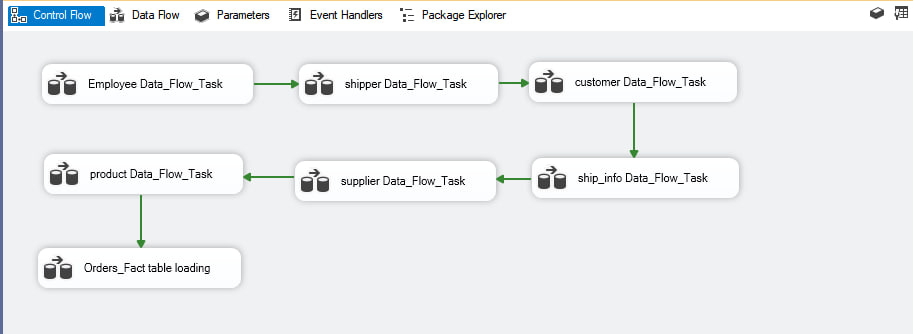 Control Flow
Data Flow
Parameters
Event Handlers
Package Explorer
Employee Data_Flow_Task
shipper Data_Flow_Task
customer Data_Flow_Task
product Data_Flow_Task
supplier Data_Flow_Task
ship_info Data_Flow_Task
Orders_Fact table loading